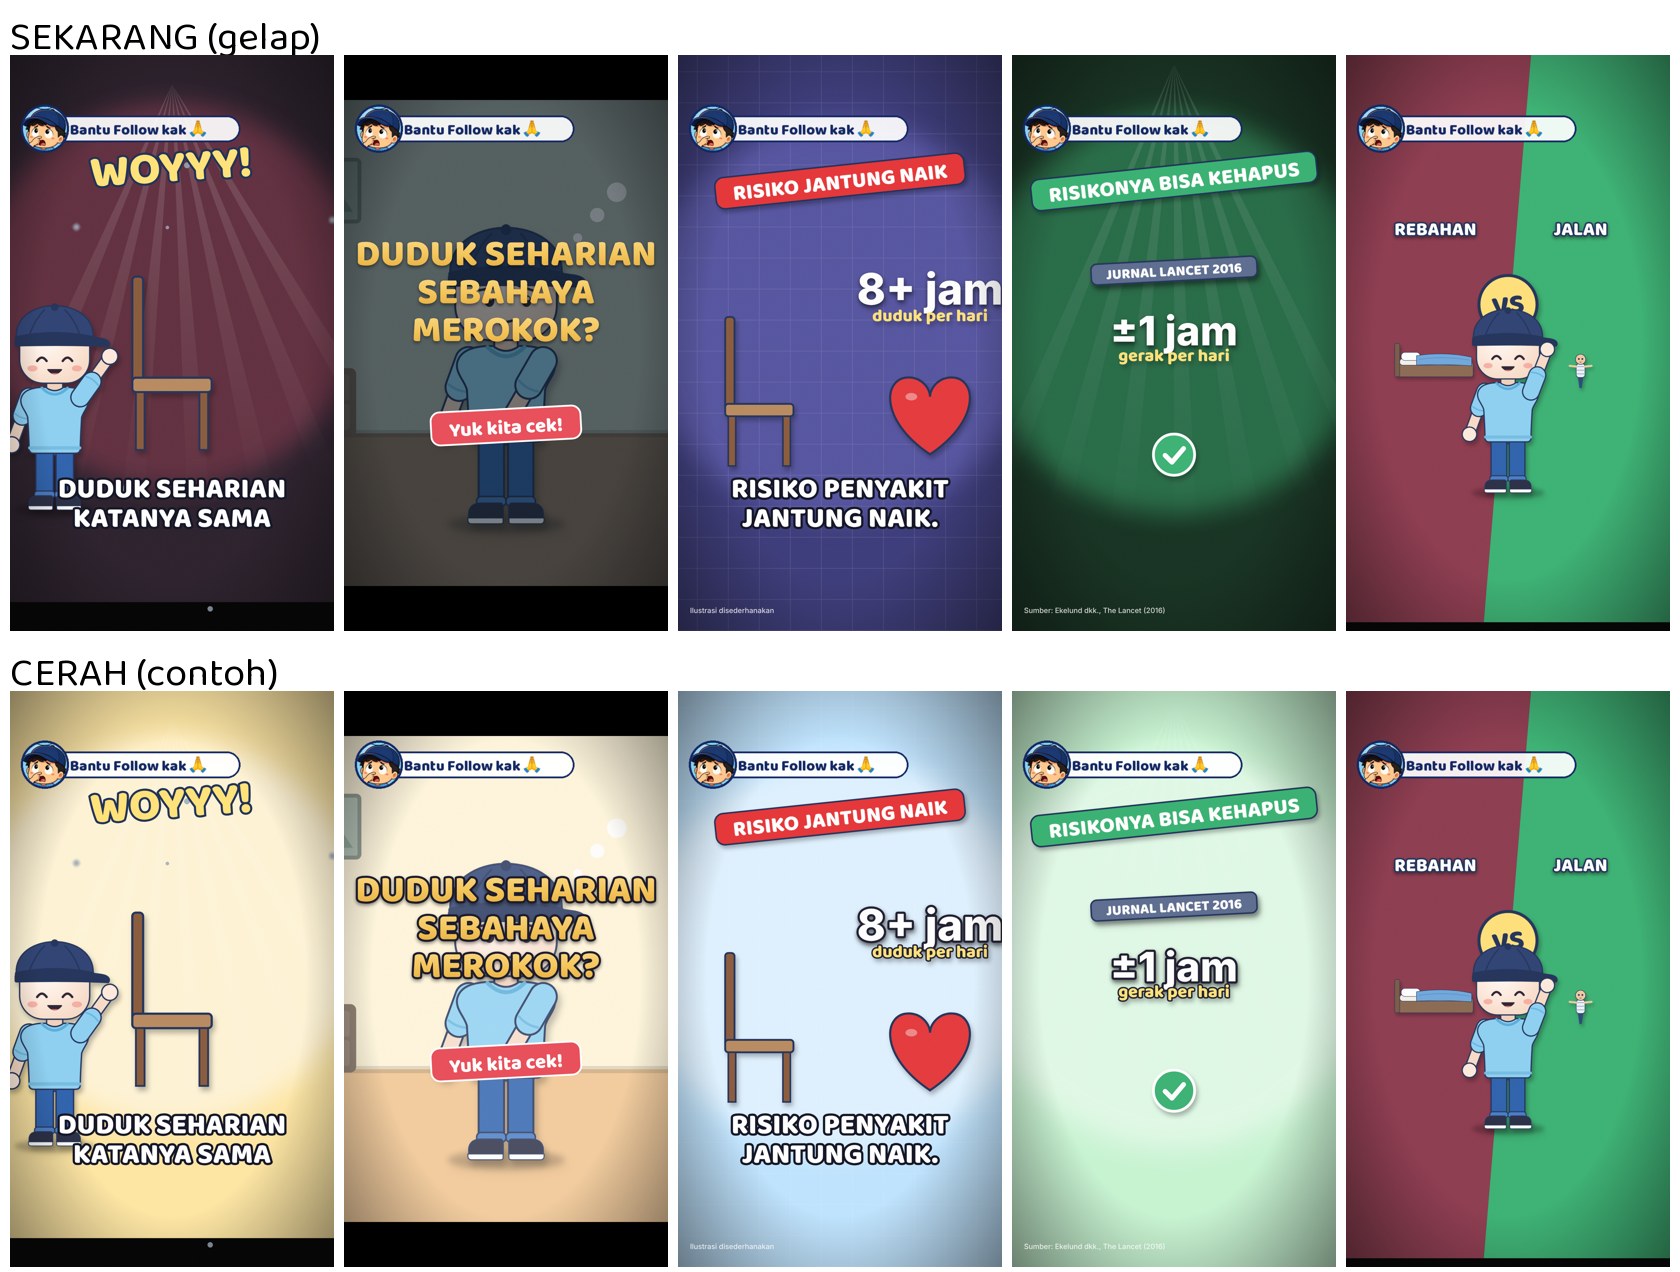 SEKARANG (gelap)
Bantu Follow kak 🙏
WOYYY!
DUDUK SEHARIAN
KATANYA SAMA
Bantu Follow kak 🙏
DUDUK SEHARIAN
SEBAHAYA
MEROKOK?
Yuk kita cek!
Bantu Follow kak 🙏
RISIKO JANTUNG NAIK
8+ jam
duduk per hari
RISIKO PENYAKIT
JANTUNG NAIK.
Ilustrasi disederhanakan
Bantu Follow kak 🙏
RISIKONYA BISA KEHAPUS
JURNAL LANCET 2016
±1 jam
gerak per hari
Sumber: Ekelund dkk., The Lancet (2016)
Bantu Follow kak 🙏
REBAHAN
JALAN
VS
CERAH (contoh)
Bantu Follow kak 🙏
WOYYY!
DUDUK SEHARIAN
KATANYA SAMA
Bantu Follow kak 🙏
DUDUK SEHARIAN
SEBAHAYA
MEROKOK?
Yuk kita cek!
Bantu Follow kak 🙏
RISIKO JANTUNG NAIK
8+ jam
duduk per hari
RISIKO PENYAKIT
JANTUNG NAIK.
Ilustrasi disederhanakan
Bantu Follow kak 🙏
RISIKONYA BISA KEHAPUS
JURNAL LANCET 2016
±1 jam
gerak per hari
Sumber: Ekelund dkk., The Lancet (2016)
Bantu Follow kak 🙏
REBAHAN
JALAN
VS